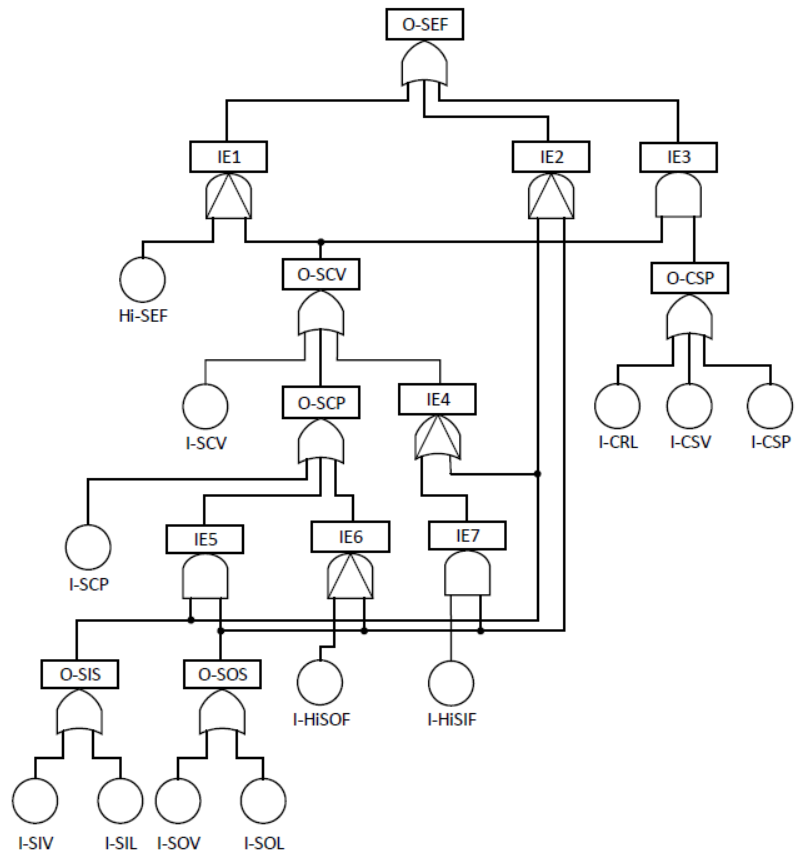 O-SEF
IE1
IE2
IE3
O-SCV
O-CSP
Hi-SEF
O-SCP
IE4
I-SCV
I-CRL
I-CSV
I-CSP
IE5
IE6
IE7
I-SCP
O-SIS
O-SOS
I-HiSOF
I-HiSIF
I-SIV
I-SIL
I-SOV
I-SOL